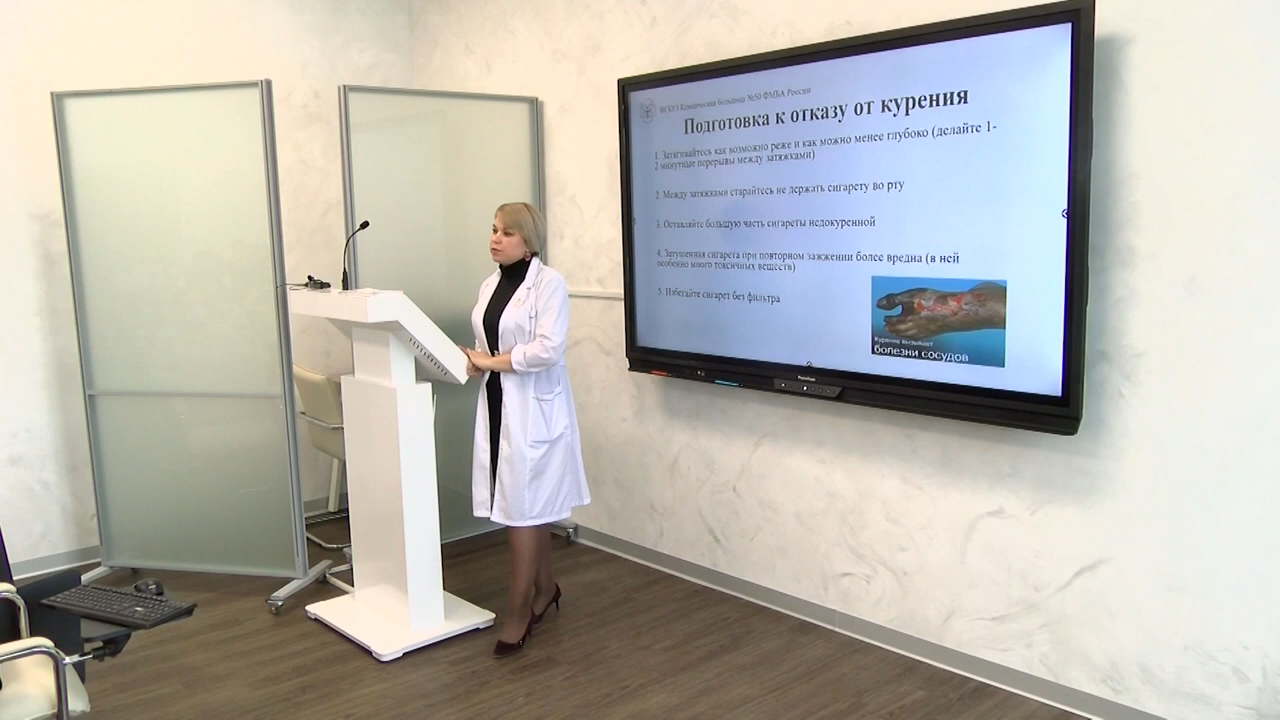 ФГБУЗ Клиническая больница №50 ФМБА России
Подготовка к отказу от курения
1. Затягивайтесь как возможно реже и как можно менее глубоко (делайте 1-
2 минутные перерывы между затяжками)
2. Между затяжками старайтесь не держать сигарету во рту
3. Оставляйте большую часть сигареты недокуренной
4. Затушенная сигарета при повторном зажжении более вредна (в ней
особенно много токсичных веществ)
5. Избегайте сигарет без фильтра
Курение вызывает
болезни сосудов